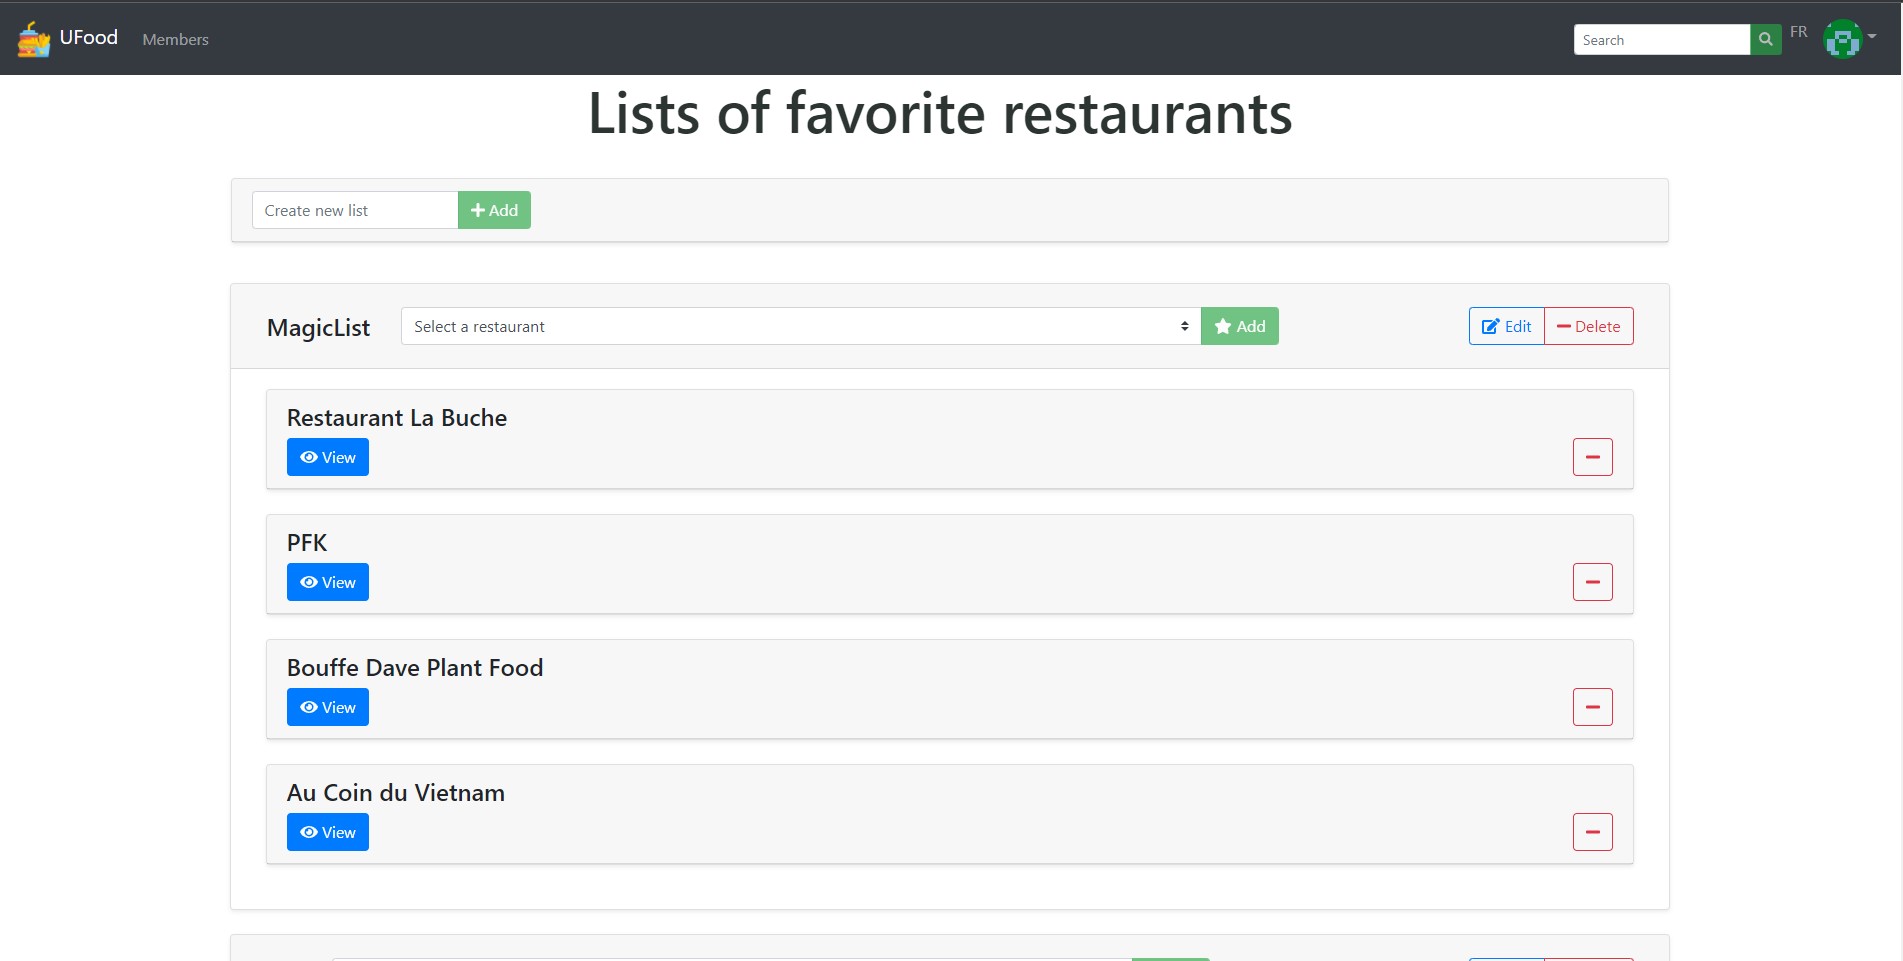 UFood
Members
Search
FR
Lists of favorite restaurants
Create new list
Add
MagicList
Select a restaurant
Add
Edit
Delete
Restaurant La Buche
View
PFK
View
Bouffe Dave Plant Food
View
Au Coin du Vietnam
View